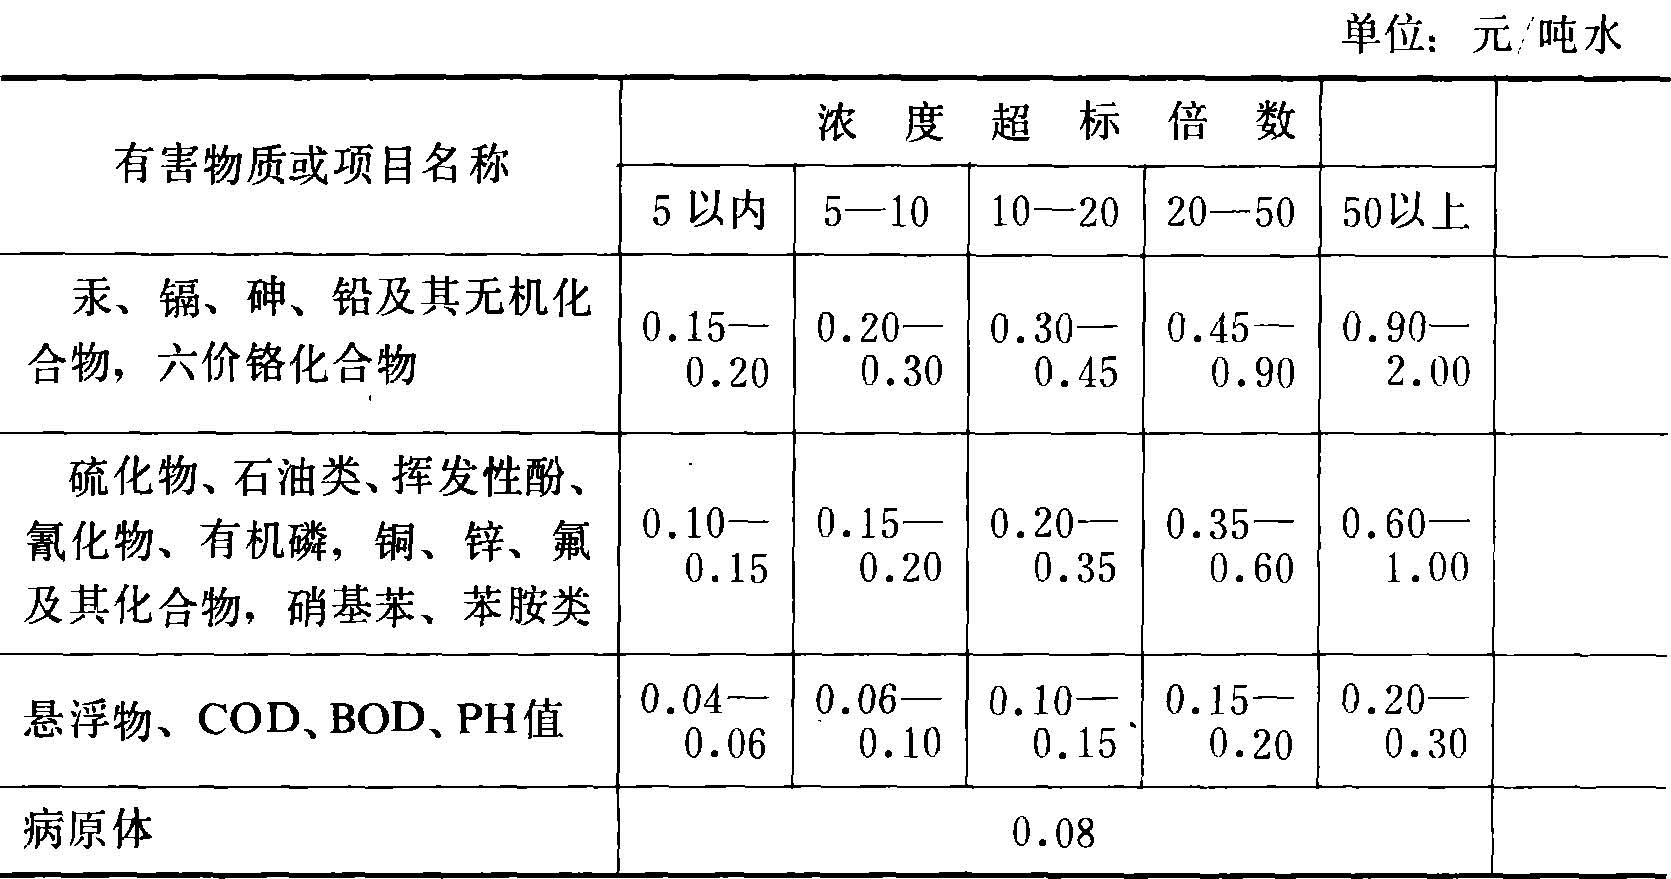 单位：元/吨水
有害物质或项目名称
浓度超标倍数
5以内 5—10 10—20 20—50 50以上
汞、镉、砷、铅及其无机化
合物，六价铬化合物
0.15— 0.20— 0.30— 0.45— 0.90—
0.20 0.30 0.45 0.90 2.00
硫化物、石油类、挥发性酚、
氰化物、有机磷，铜、锌、氟
及其化合物，硝基苯、苯胺类
0.10— 0.15— 0.20— 0.35— 0.60—
0.15 0.20 0.35 0.60 1.00
悬浮物、COD、BOD、PH值
0.04— 0.06— 0.10— 0.15— 0.20—
0.06 0.10 0.15 0.20 0.30
病原体 0.08